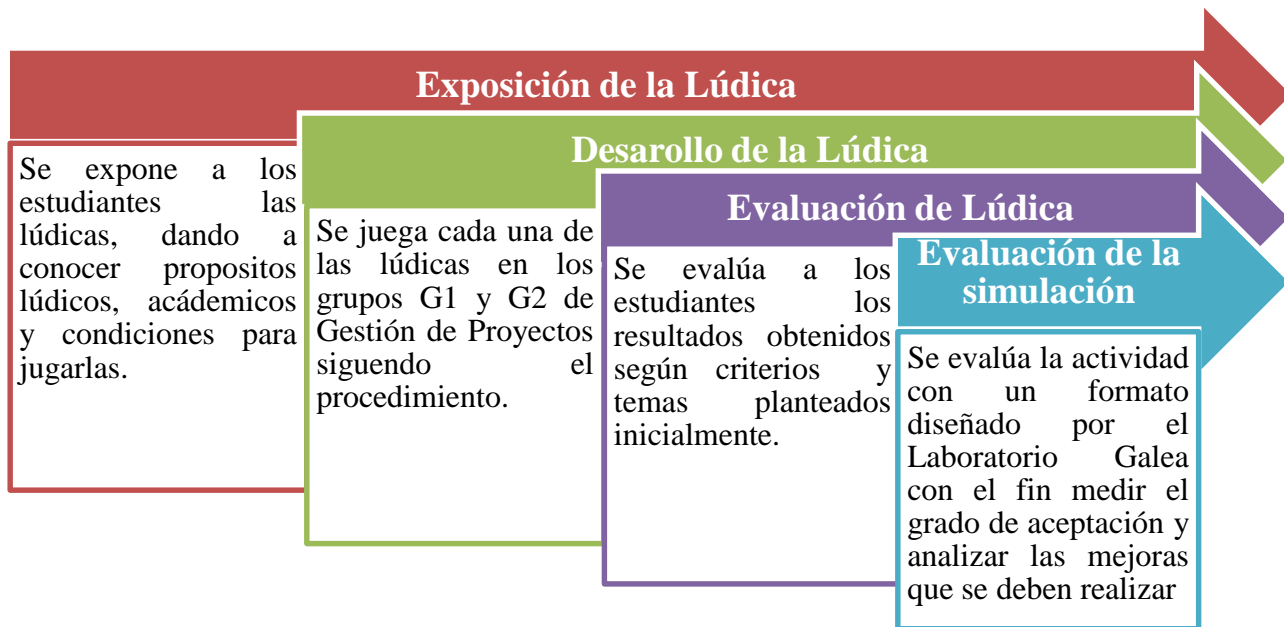 Exposición de la Lúdica
Se expone a los
estudiantes las
lúdicas, dando a
conocer propositos
lúdicos, acádemicos
y condiciones para
jugarlas.
Desarollo de la Lúdica
Se juega cada una de
las lúdicas en los
grupos G1 y G2 de
Gestión de Proyectos
siguendo el
procedimiento.
Evaluación de Lúdica
Se evalúa a los
estudiantes los
resultados obtenidos
según criterios y
temas planteados
inicialmente.
Evaluación de la
simulación
Se evalúa la actividad
con un formato
diseñado por el
Laboratorio Galea
con el fin medir el
grado de aceptación y
analizar las mejoras
que se deben realizar